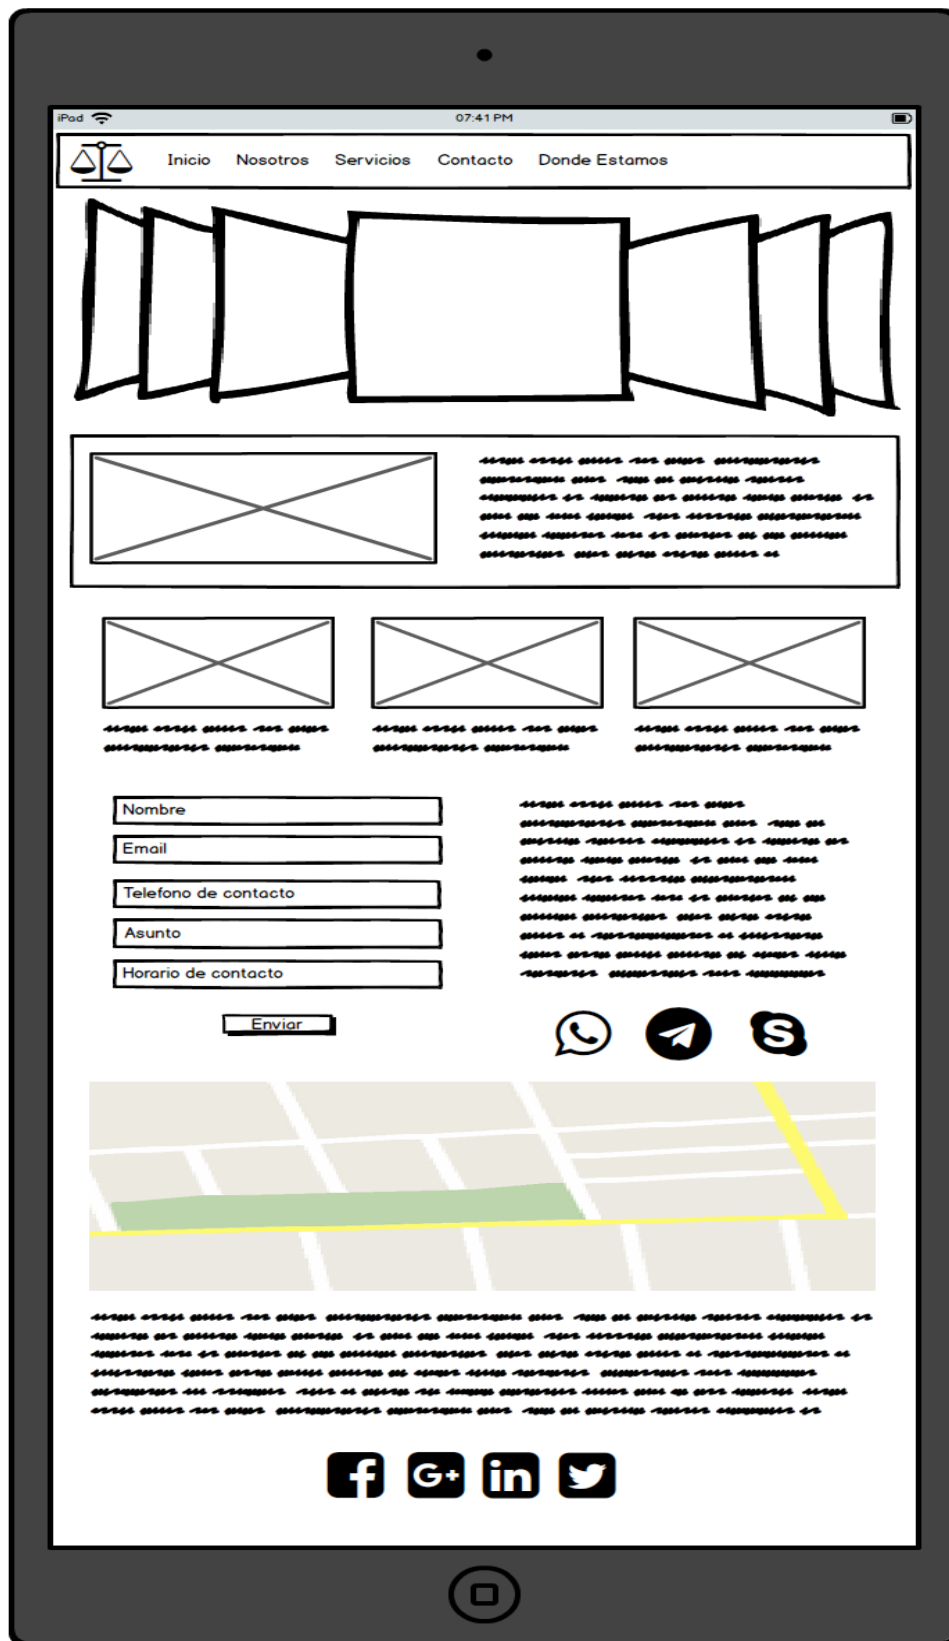 iPad 07:41 PM
Inicio Nosotros Servicios Contacto Donde Estamos
Nombre
Email
Telefono de contacto
Asunto
Horario de contacto
Enviar
S
f G+ in